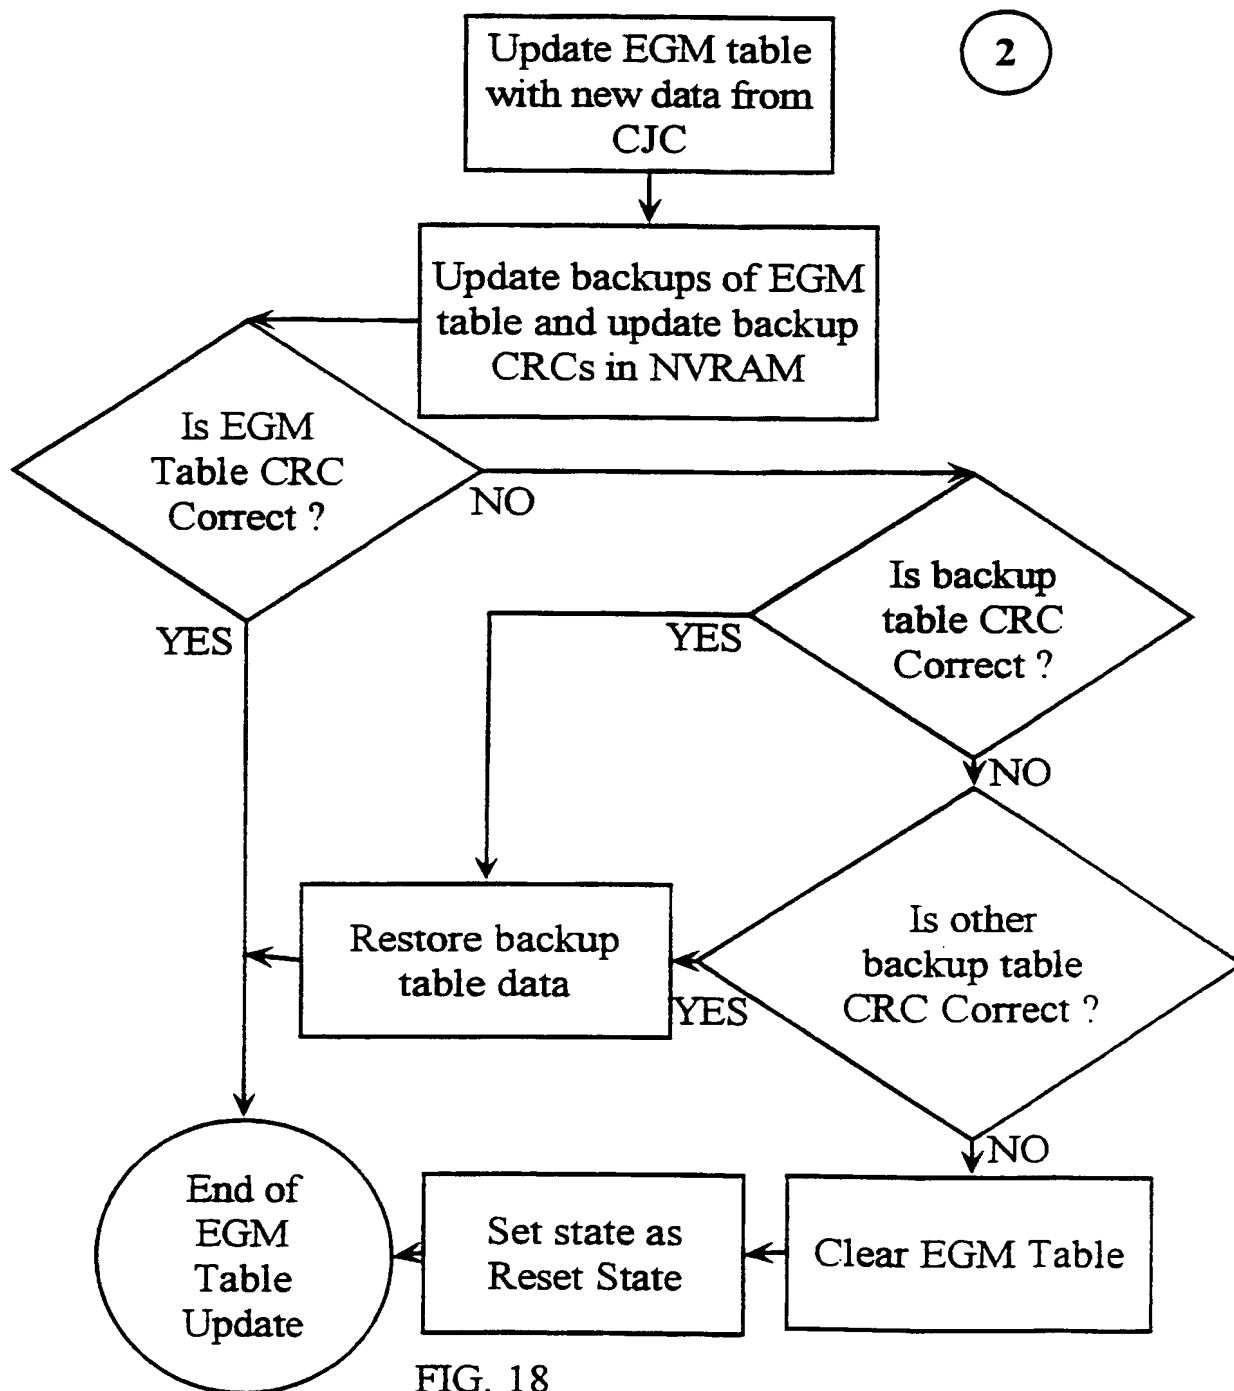 Update EGM table
with new data from
CJC
2
Update backups of EGM
table and update backup
CRCs in NVRAM
Is EGM
Table CRC
Correct ?
NO
YES
Is backup
table CRC
Correct ?
YES
NO
Restore backup
table data
Is other
backup table
CRC Correct ?
YES
NO
End of
EGM
Table
Update
Set state as
Reset State
Clear EGM Table
FIG. 18